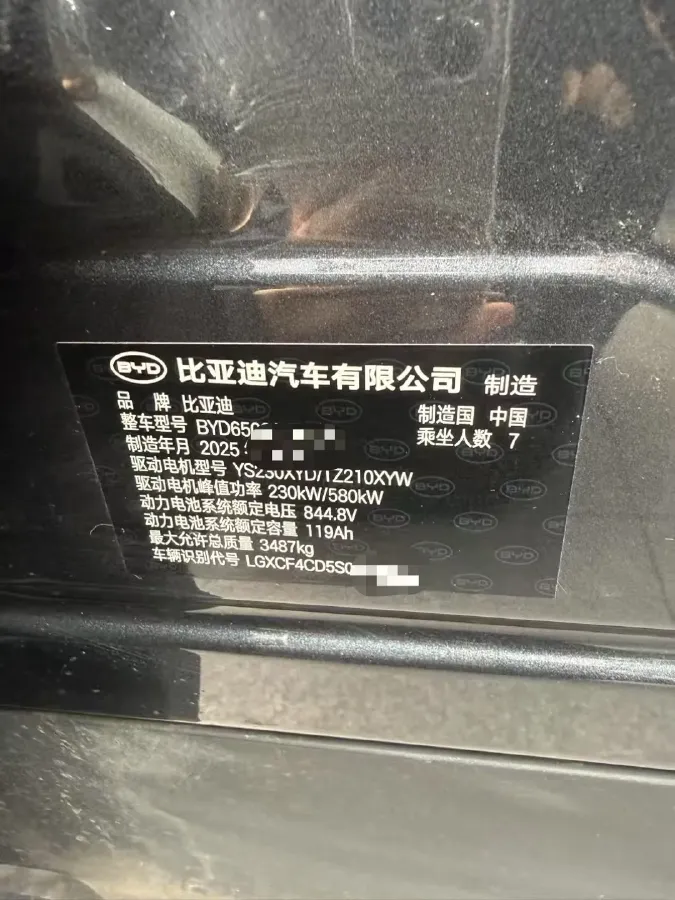 BYD 比亚迪汽车有限公司 制造
品牌 比亚迪
制造国 中国
整车型号 BYD650
乘坐人数 7
制造年月 2025
驱动电机型号 YS230XYD/TZ210XYW
驱动电机峰值功率 230kW/580kW
动力电池系统额定电压 844.8V
动力电池系统额定容量 119Ah
最大允许总质量 3487kg
车辆识别代号 LGXCF4CD5S0